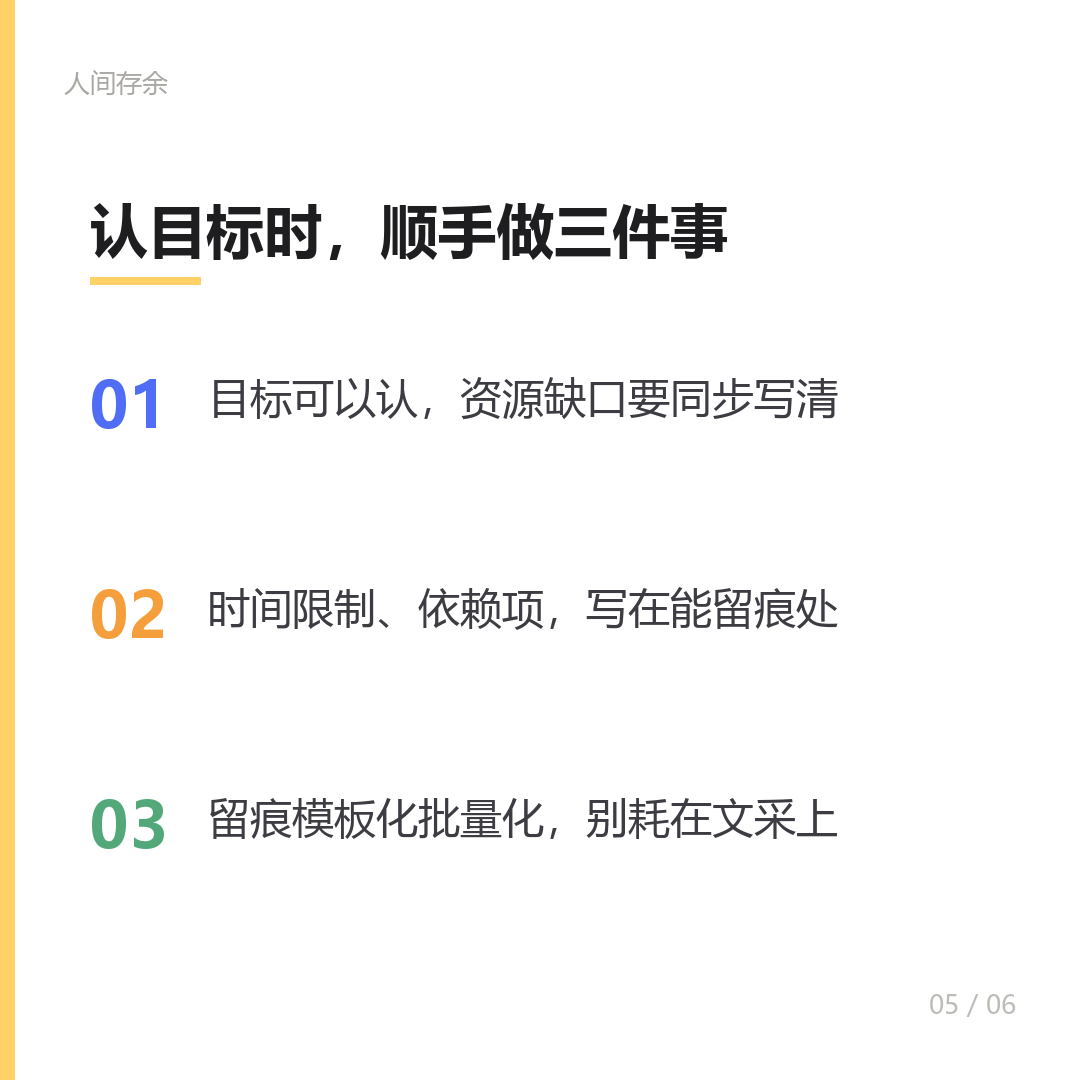 人间存余
认目标时，顺手做三件事
01 目标可以认，资源缺口要同步写清
02 时间限制、依赖项，写在能留痕处
03 留痕模板化批量化，别耗在文采上
05 / 06